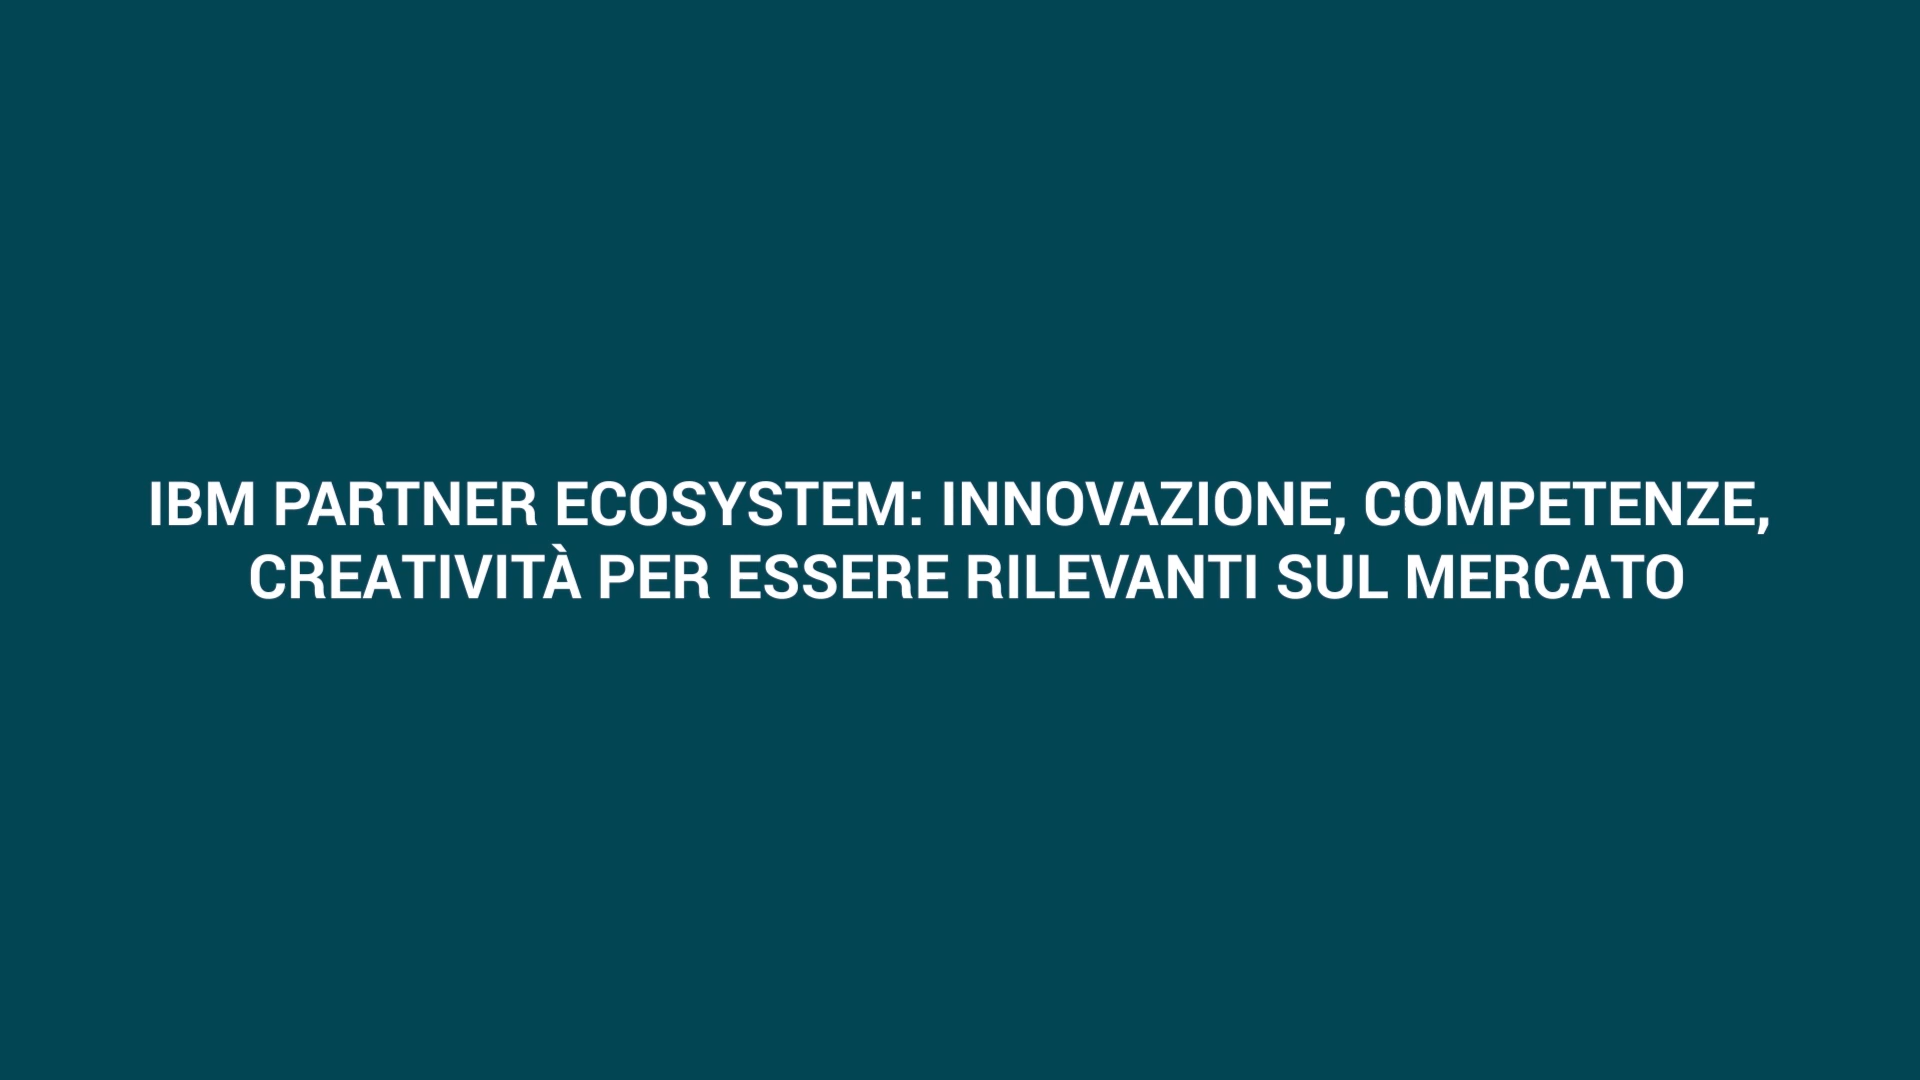 IBM PARTNER ECOSYSTEM: INNOVAZIONE, COMPETENZE,
CREATIVITÀ PER ESSERE RILEVANTI SUL MERCATO